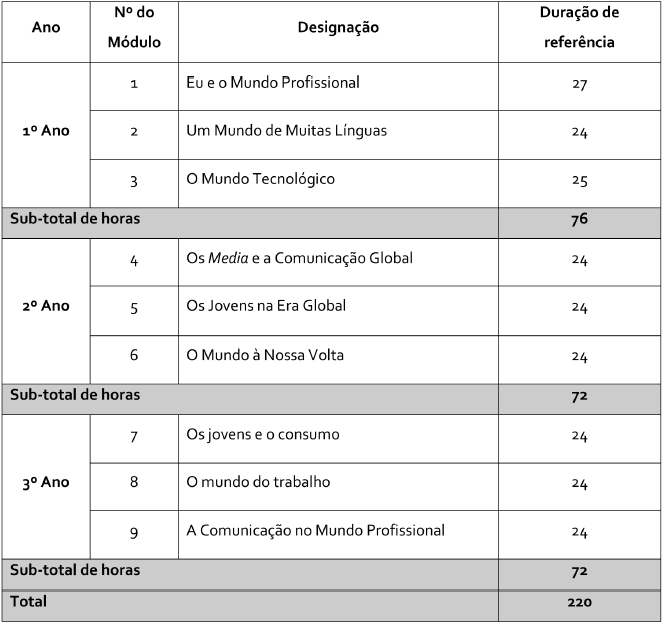 Ano Nº do Módulo Designação Duração de referência
1º Ano
1 Eu e o Mundo Profissional 27
2 Um Mundo de Muitas Línguas 24
3 O Mundo Tecnológico 25
Sub-total de horas 76
2º Ano
4 Os Media e a Comunicação Global 24
5 Os Jovens na Era Global 24
6 O Mundo à Nossa Volta 24
Sub-total de horas 72
3º Ano
7 Os jovens e o consumo 24
8 O mundo do trabalho 24
9 A Comunicação no Mundo Profissional 24
Sub-total de horas 72
Total 220